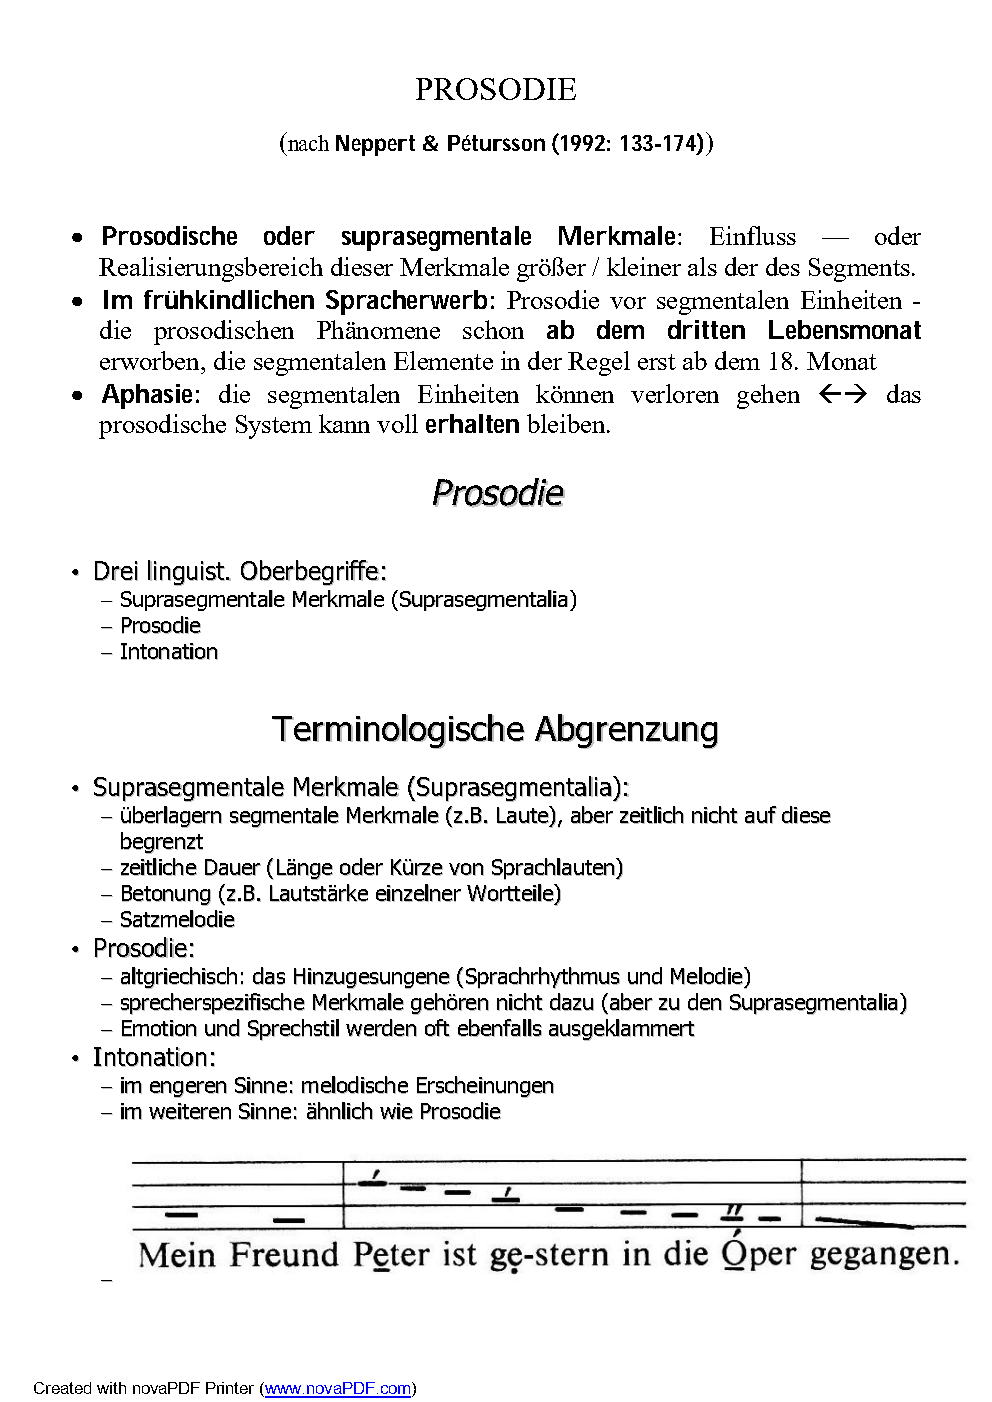 PROSODIE
(nach Neppert & Pétursson (1992: 133-174))
• Prosodische oder suprasegmentale Merkmale: Einfluss — oder
Realisierungsbereich dieser Merkmale größer / kleiner als der des Segments.
• Im frühkindlichen Spracherwerb: Prosodie vor segmentalen Einheiten -
die prosodischen Phänomene schon ab dem dritten Lebensmonat
erworben, die segmentalen Elemente in der Regel erst ab dem 18. Monat
• Aphasie: die segmentalen Einheiten können verloren gehen ←→ das
prosodische System kann voll erhalten bleiben.
Prosodie
• Drei linguist. Oberbegriffe:
– Suprasegmentale Merkmale (Suprasegmentalia)
– Prosodie
– Intonation
Terminologische Abgrenzung
• Suprasegmentale Merkmale (Suprasegmentalia):
– überlagern segmentale Merkmale (z.B. Laute), aber zeitlich nicht auf diese
begrenzt
– zeitliche Dauer (Länge oder Kürze von Sprachlauten)
– Betonung (z.B. Lautstärke einzelner Wortteile)
– Satzmelodie
• Prosodie:
– altgriechisch: das Hinzugesungene (Sprachrhythmus und Melodie)
– sprecherspezifische Merkmale gehören nicht dazu (aber zu den Suprasegmentalia)
– Emotion und Sprechstil werden oft ebenfalls ausgeklammert
• Intonation:
– im engeren Sinne: melodische Erscheinungen
– im weiteren Sinne: ähnlich wie Prosodie
Mein Freund Pe̲ter ist gẹ̲-stern in die Ó̲per gegangen.
–
Created with novaPDF Printer (www.novaPDF.com)